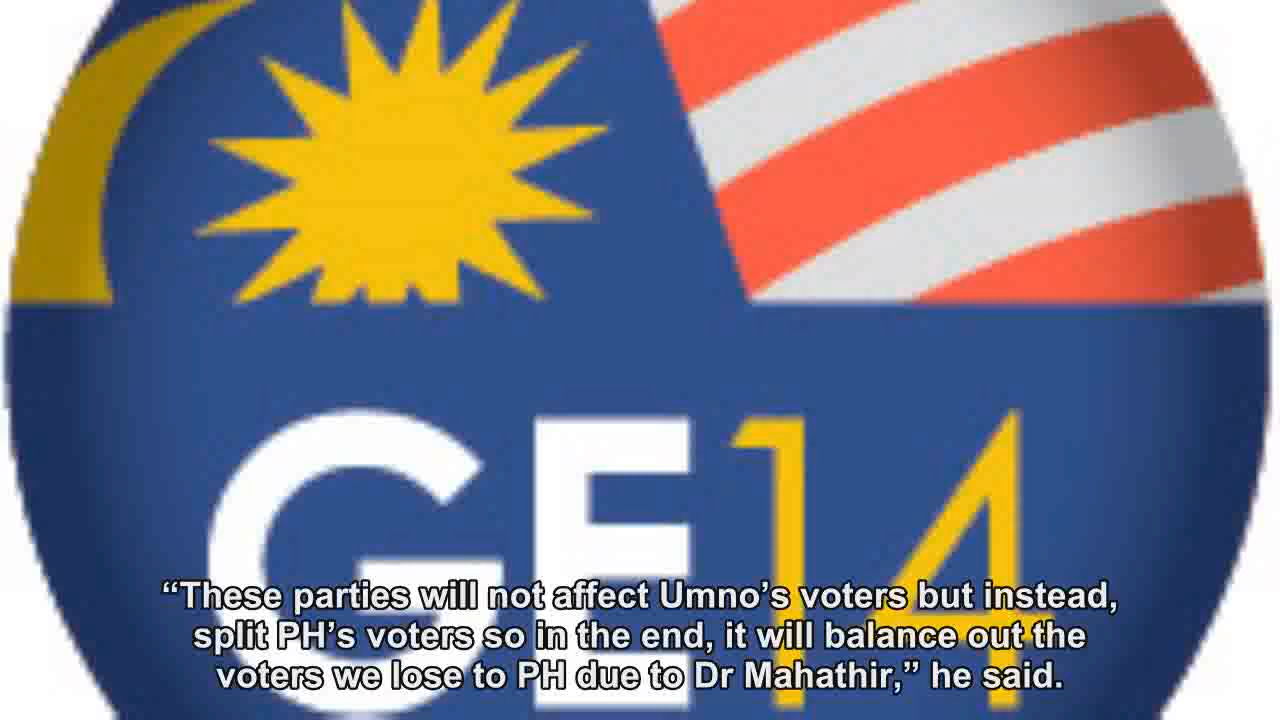 GE14
“These parties will not affect Umno’s voters but instead,
split PH’s voters so in the end, it will balance out the
voters we lose to PH due to Dr Mahathir,” he said.